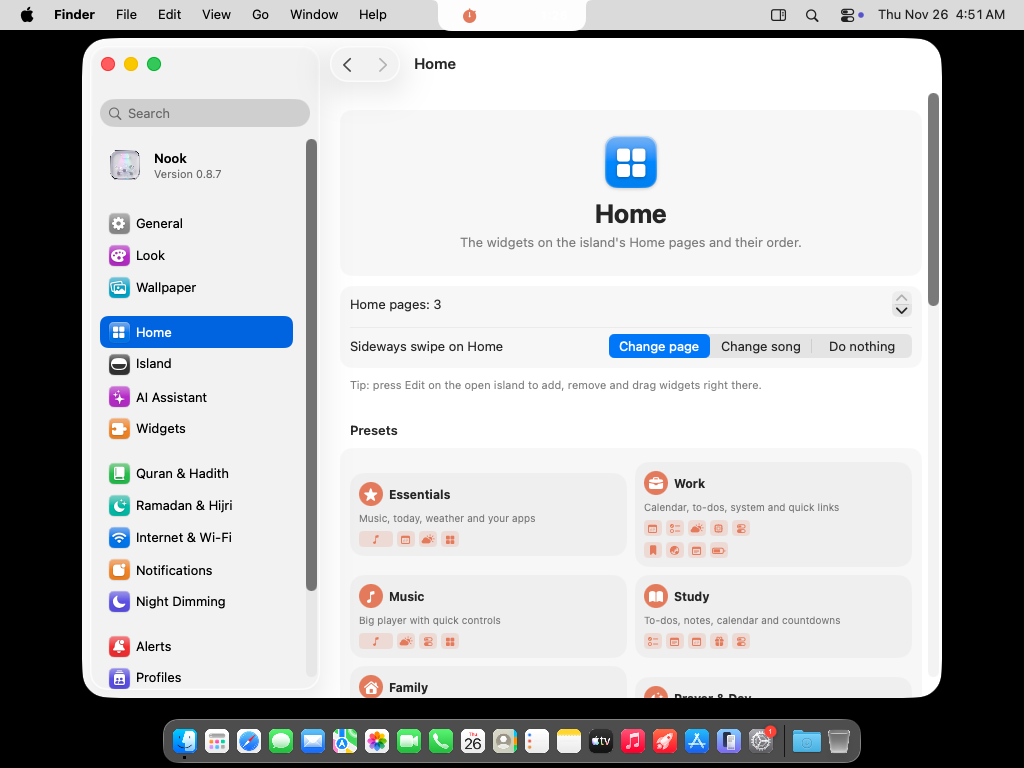 Finder File Edit View Go Window Help Thu Nov 26 4:51 AM
Home
Search
Nook
Version 0.8.7
General
Look
Wallpaper
Home
Island
AI Assistant
Widgets
Quran & Hadith
Ramadan & Hijri
Internet & Wi-Fi
Notifications
Night Dimming
Alerts
Profiles
Home
The widgets on the island's Home pages and their order.
Home pages: 3
Sideways swipe on Home Change page Change song Do nothing
Tip: press Edit on the open island to add, remove and drag widgets right there.
Presets
Essentials
Music, today, weather and your apps
Work
Calendar, to-dos, system and quick links
Music
Big player with quick controls
Study
To-dos, notes, calendar and countdowns
Family
Prayer & Day
Thu
26
tv
1